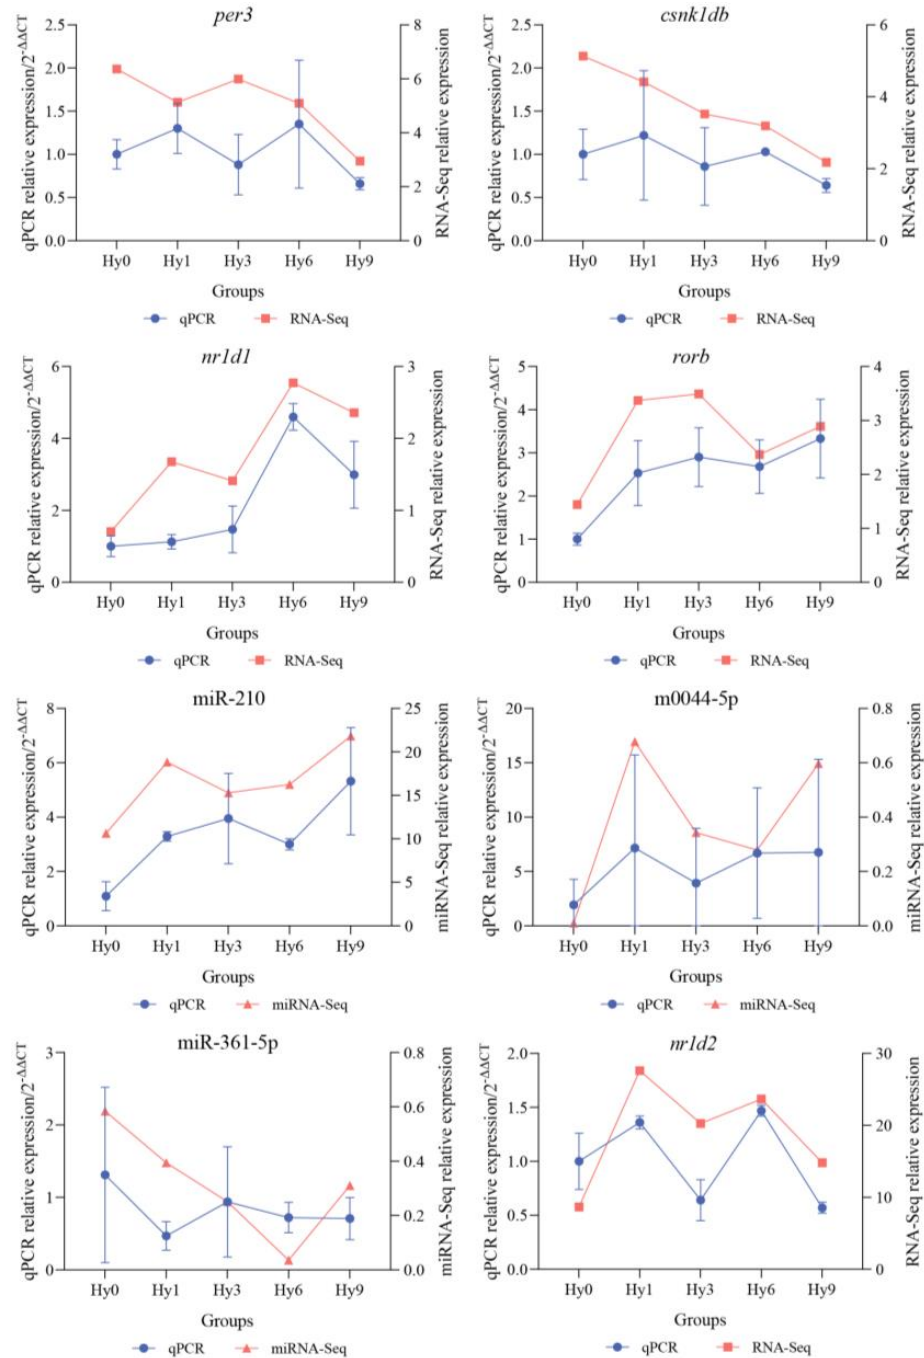 per3
qPCR relative expression/2^-ΔΔCT
2.5
2.0
1.5
1.0
0.5
0.0
8
6
4
2
0
RNA-Seq relative expression
Hy0 Hy1 Hy3 Hy6 Hy9
Groups
qPCR RNA-Seq
csnk1db
qPCR relative expression/2^-ΔΔCT
2.5
2.0
1.5
1.0
0.5
0.0
6
4
2
0
RNA-Seq relative expression
Hy0 Hy1 Hy3 Hy6 Hy9
Groups
qPCR RNA-Seq
nr1d1
qPCR relative expression/2^-ΔΔCT
6
4
2
0
3
2
1
0
RNA-Seq relative expression
Hy0 Hy1 Hy3 Hy6 Hy9
Groups
qPCR RNA-Seq
rorb
qPCR relative expression/2^-ΔΔCT
5
4
3
2
1
0
4
3
2
1
0
RNA-Seq relative expression
Hy0 Hy1 Hy3 Hy6 Hy9
Groups
qPCR RNA-Seq
miR-210
qPCR relative expression/2^-ΔΔCT
8
6
4
2
0
25
20
15
10
5
0
miRNA-Seq relative expression
Hy0 Hy1 Hy3 Hy6 Hy9
Groups
qPCR miRNA-Seq
m0044-5p
qPCR relative expression/2^-ΔΔCT
20
15
10
5
0
0.8
0.6
0.4
0.2
0.0
miRNA-Seq relative expression
Hy0 Hy1 Hy3 Hy6 Hy9
Groups
qPCR miRNA-Seq
miR-361-5p
qPCR relative expression/2^-ΔΔCT
3
2
1
0
0.8
0.6
0.4
0.2
0.0
miRNA-Seq relative expression
Hy0 Hy1 Hy3 Hy6 Hy9
Groups
qPCR miRNA-Seq
nr1d2
qPCR relative expression/2^-ΔΔCT
2.0
1.5
1.0
0.5
0.0
30
20
10
0
RNA-Seq relative expression
Hy0 Hy1 Hy3 Hy6 Hy9
Groups
qPCR RNA-Seq